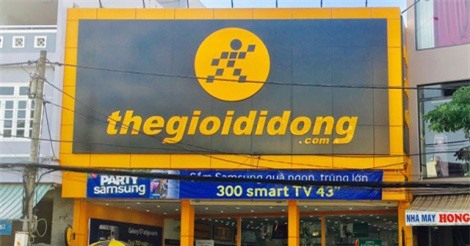 thegioididong
.com
PARTY
samsung
Sắm Samsung quà ngon, trúng lớn
300 smart TV 43"
NHA MAY HONG